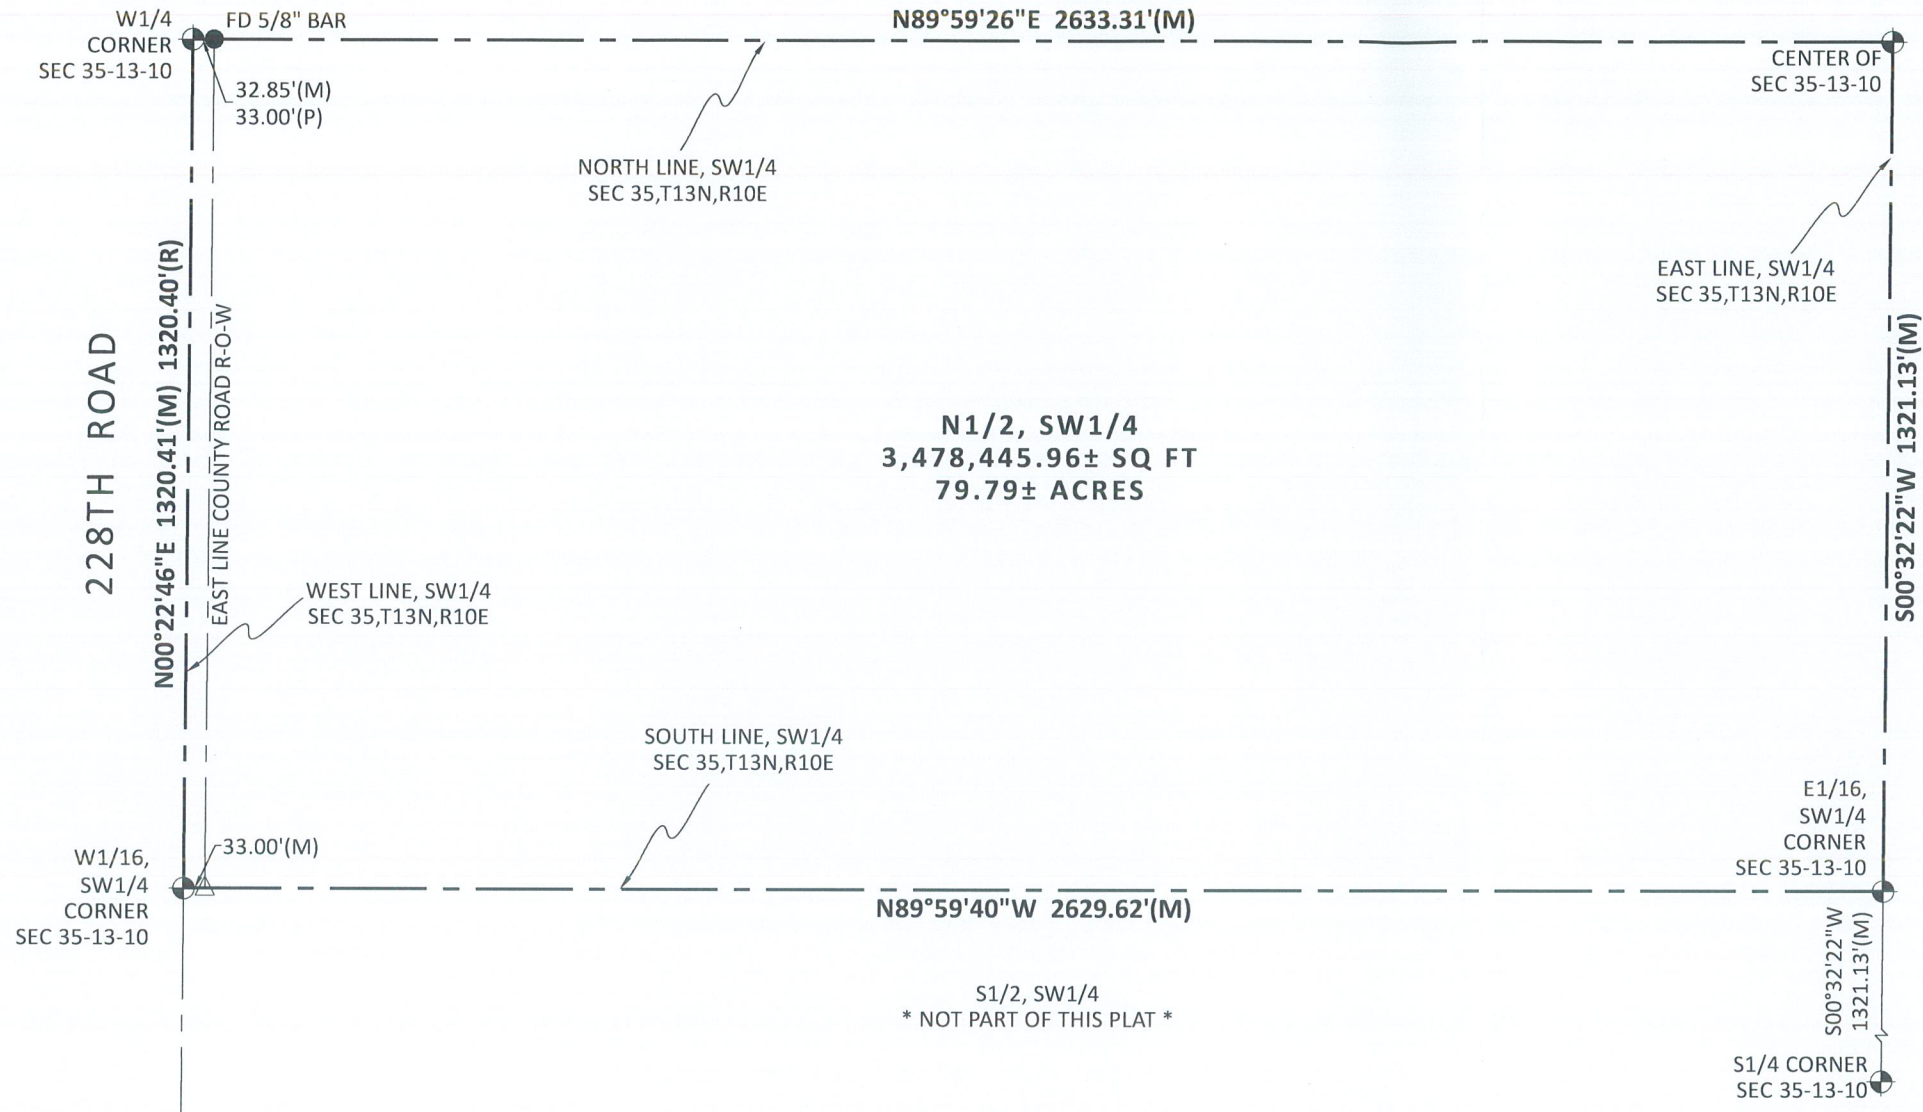 W1/4
CORNER
SEC 35-13-10
FD 5/8" BAR
N89°59'26"E 2633.31'(M)
CENTER OF
SEC 35-13-10
32.85'(M)
33.00'(P)
NORTH LINE, SW1/4
SEC 35,T13N,R10E
EAST LINE, SW1/4
SEC 35,T13N,R10E
228TH ROAD
N00°22'46"E 1320.41'(M) 1320.40'(R)
EAST LINE COUNTY ROAD R-O-W
S00°32'22"W 1321.13'(M)
N1/2, SW1/4
3,478,445.96± SQ FT
79.79± ACRES
WEST LINE, SW1/4
SEC 35,T13N,R10E
SOUTH LINE, SW1/4
SEC 35,T13N,R10E
E1/16,
SW1/4
CORNER
SEC 35-13-10
33.00'(M)
W1/16,
SW1/4
CORNER
SEC 35-13-10
N89°59'40"W 2629.62'(M)
S00°32'22"W
1321.13'(M)
S1/2, SW1/4
* NOT PART OF THIS PLAT *
S1/4 CORNER
SEC 35-13-10